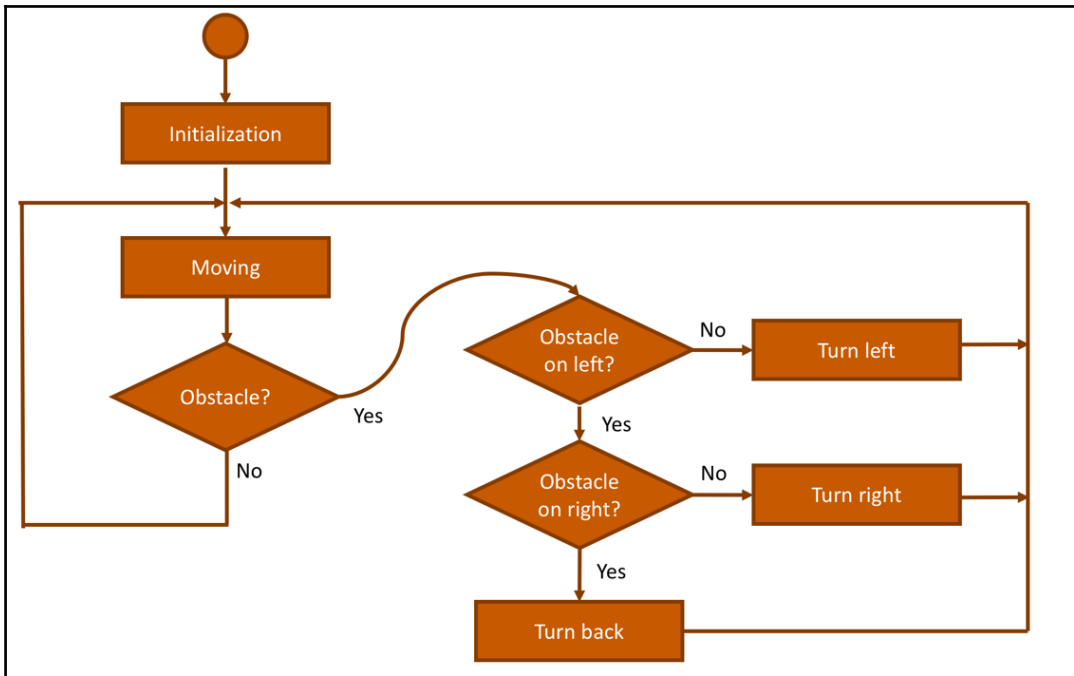 Initialization
Moving
Obstacle?
Yes
No
Obstacle
on left?
No
Turn left
Yes
Obstacle
on right?
No
Turn right
Yes
Turn back